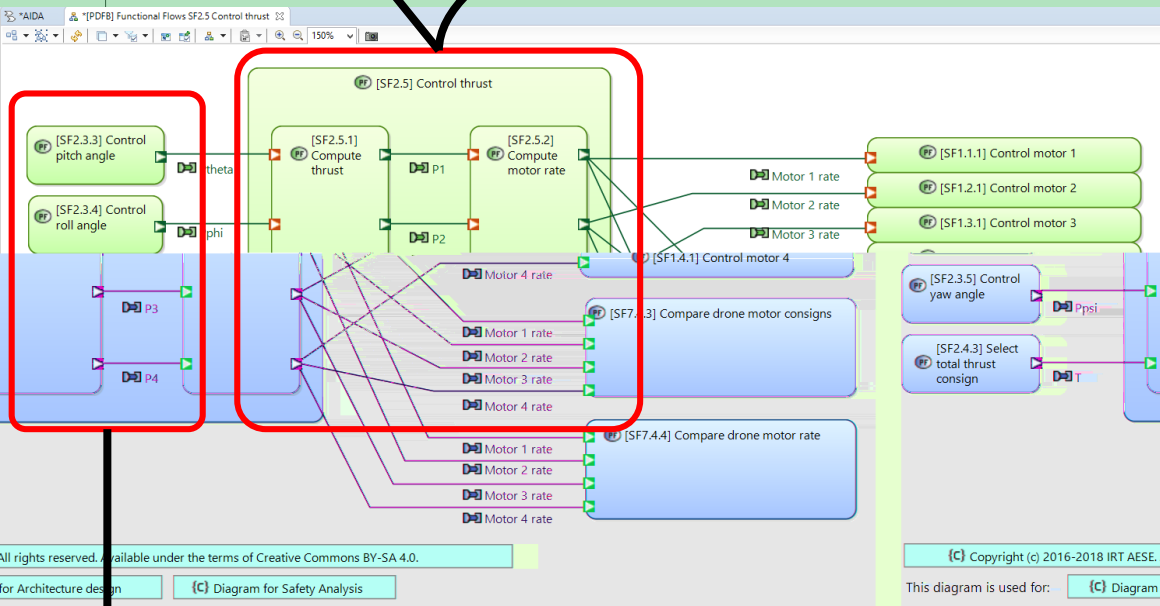 *AIDA
*[PDFB] Functional Flows SF2.5 Control thrust
150%
[SF2.5] Control thrust
[SF2.3.3] Control
pitch angle
theta
[SF2.5.1]
Compute
thrust
P1
[SF2.5.2]
Compute
motor rate
Motor 1 rate
[SF1.1.1] Control motor 1
Motor 2 rate
[SF1.2.1] Control motor 2
[SF2.3.4] Control
roll angle
phi
P2
Motor 3 rate
[SF1.3.1] Control motor 3
[SF1.4.1] Control motor 4
Motor 4 rate
P3
P4
Motor 1 rate
Motor 2 rate
Motor 3 rate
Motor 4 rate
Compare drone motor consigns
[SF2.3.5] Control
yaw angle
Ppsi
[SF2.4.3] Select
total thrust
consign
T
[SF7.4.4] Compare drone motor rate
Motor 1 rate
Motor 2 rate
Motor 3 rate
Motor 4 rate
All rights reserved. Available under the terms of Creative Commons BY-SA 4.0.
{C} Copyright (c) 2016-2018 IRT AESE.
for Architecture design
{C} Diagram for Safety Analysis
This diagram is used for:
{C} Diagram